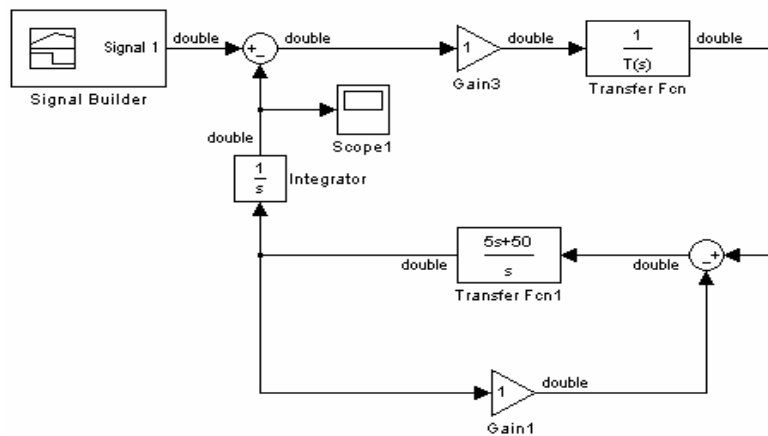 Signal 1
double
+
-
double
1
double
1
T(s)
double
Signal Builder
Gain3
Transfer Fcn
double
Scope1
1
s
Integrator
5s+50
s
double
double
-
+
Transfer Fcn1
1
double
Gain1